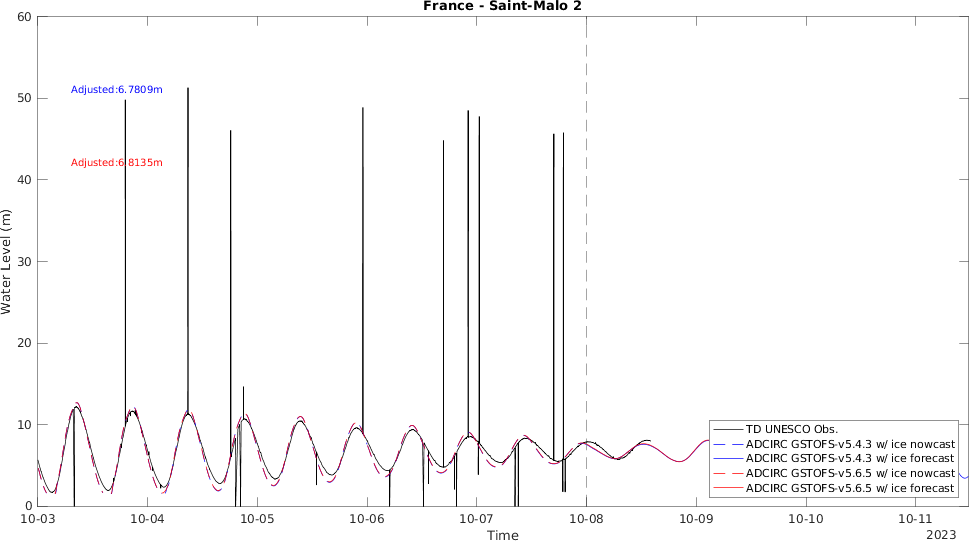 France - Saint-Malo 2
60
50
40
30
20
10
0
Water Level (m)
Adjusted:6.7809m
Adjusted:6.8135m
TD UNESCO Obs.
ADCIRC GSTOFS-v5.4.3 w/ ice nowcast
ADCIRC GSTOFS-v5.4.3 w/ ice forecast
ADCIRC GSTOFS-v5.6.5 w/ ice nowcast
ADCIRC GSTOFS-v5.6.5 w/ ice forecast
10-03 10-04 10-05 10-06 10-07 10-08 10-09 10-10 10-11
Time
2023